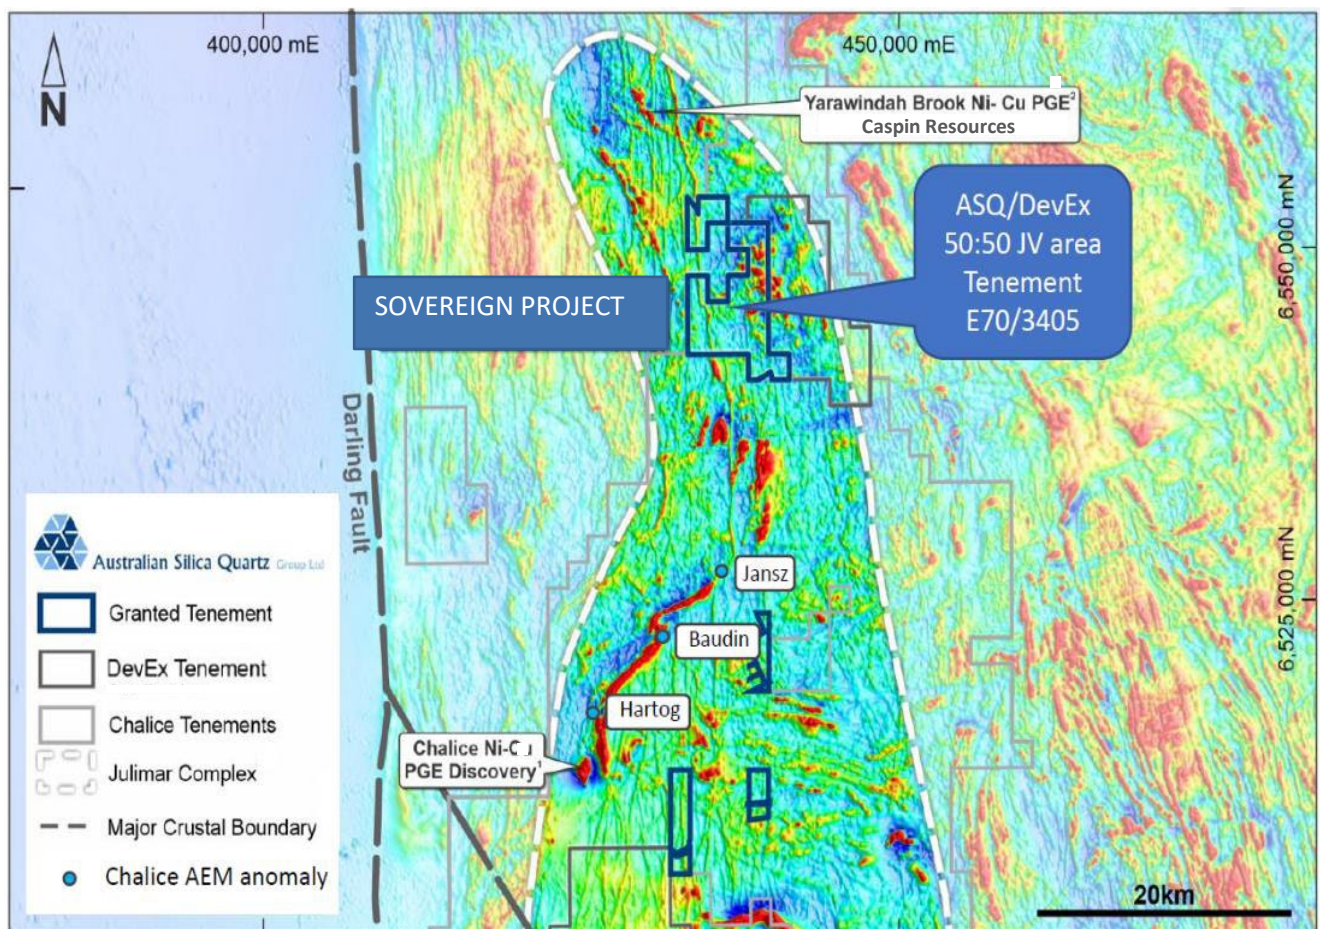 400,000 mE
450,000 mE
N
Yarawindah Brook Ni- Cu PGE²
Caspin Resources
ASQ/DevEx
50:50 JV area
Tenement
E70/3405
6,550,000 mN
SOVEREIGN PROJECT
Darling Fault
6,525,000 mN
Jansz
Baudin
Hartog
Chalice Ni-Cu
PGE Discovery¹
Australian Silica Quartz Group Ltd
Granted Tenement
DevEx Tenement
Chalice Tenements
Julimar Complex
Major Crustal Boundary
Chalice AEM anomaly
20km